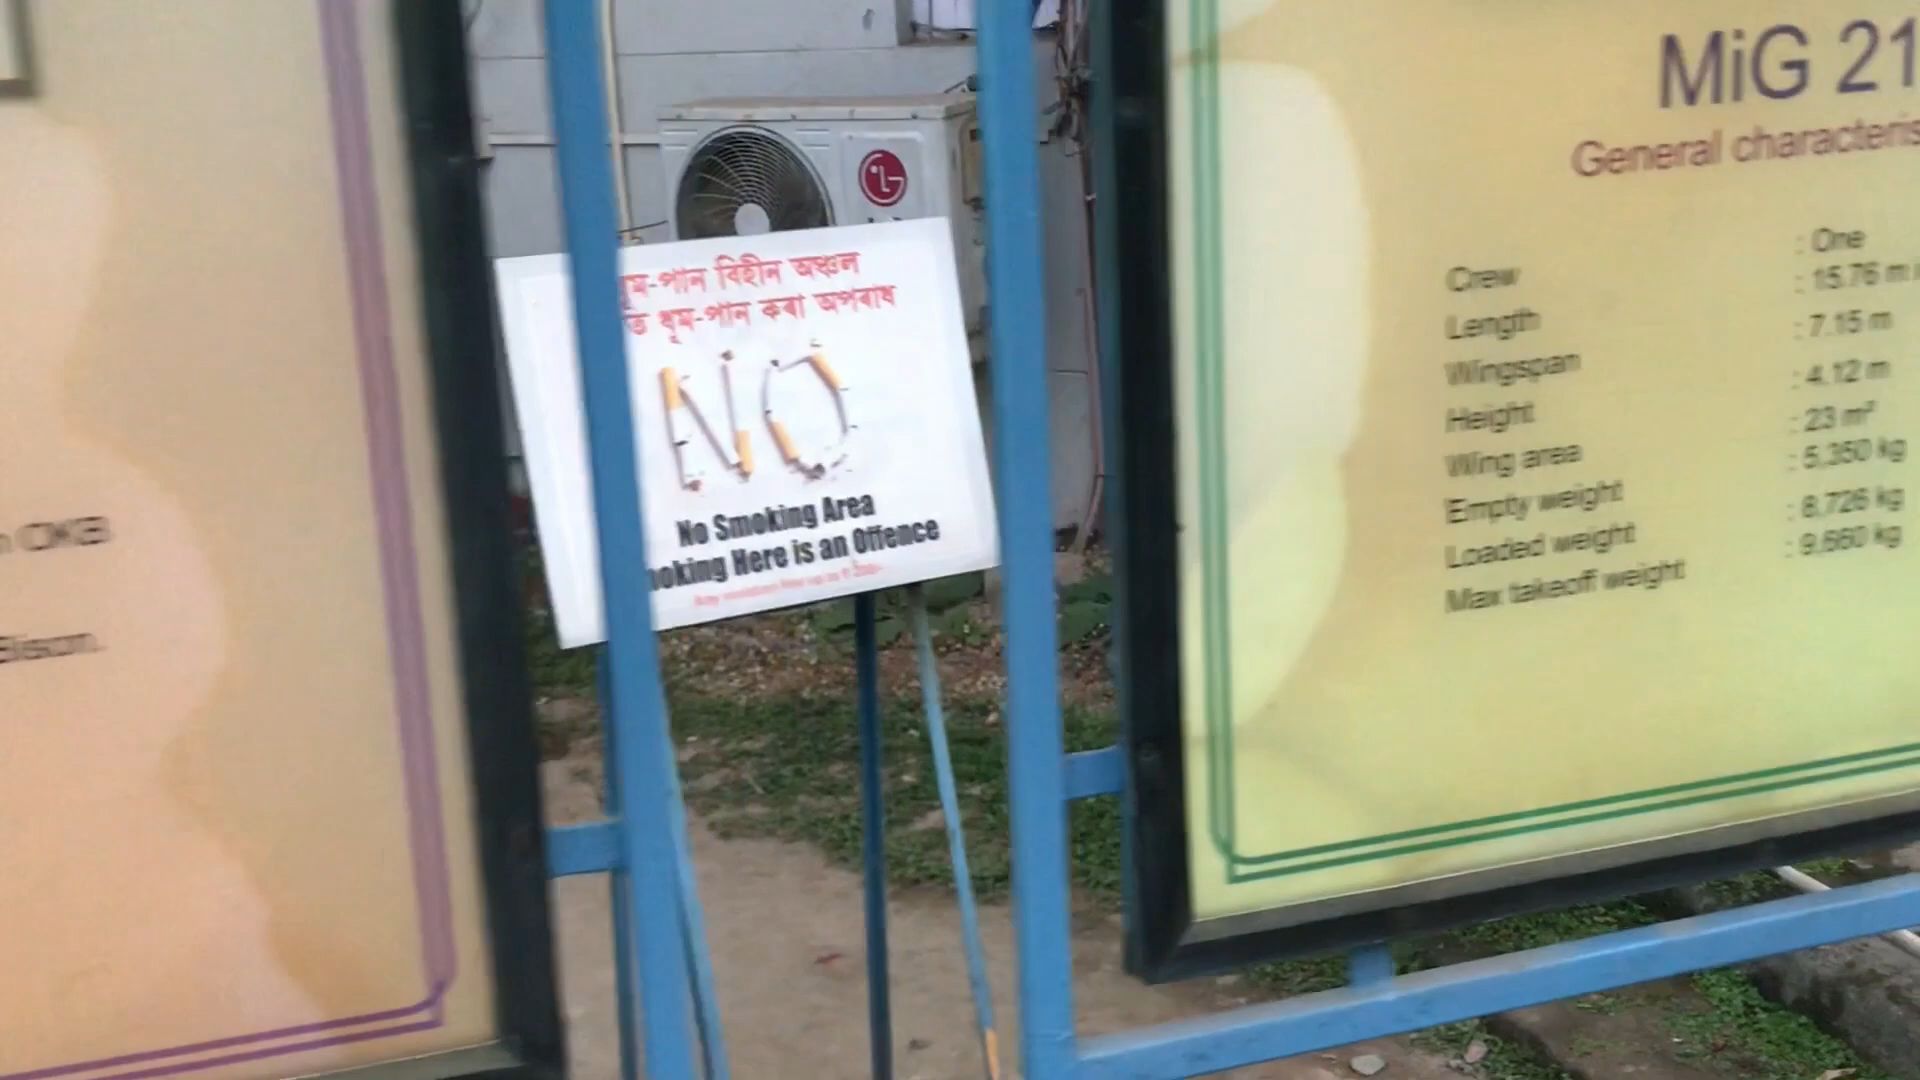 OKB
Bison.
ধূম-পান বিহীন অঞ্চল
ধূম-পান কৰা অপৰাধ
NO
No Smoking Area
oking Here is an Offence
MiG 21
General characteris
: One
Crew : 15.76 m
Length : 7.15 m
Wingspan : 4.12 m
Height : 23 m²
Wing area : 5,350 kg
Empty weight : 8,726 kg
Loaded weight : 9,660 kg
Max takeoff weight